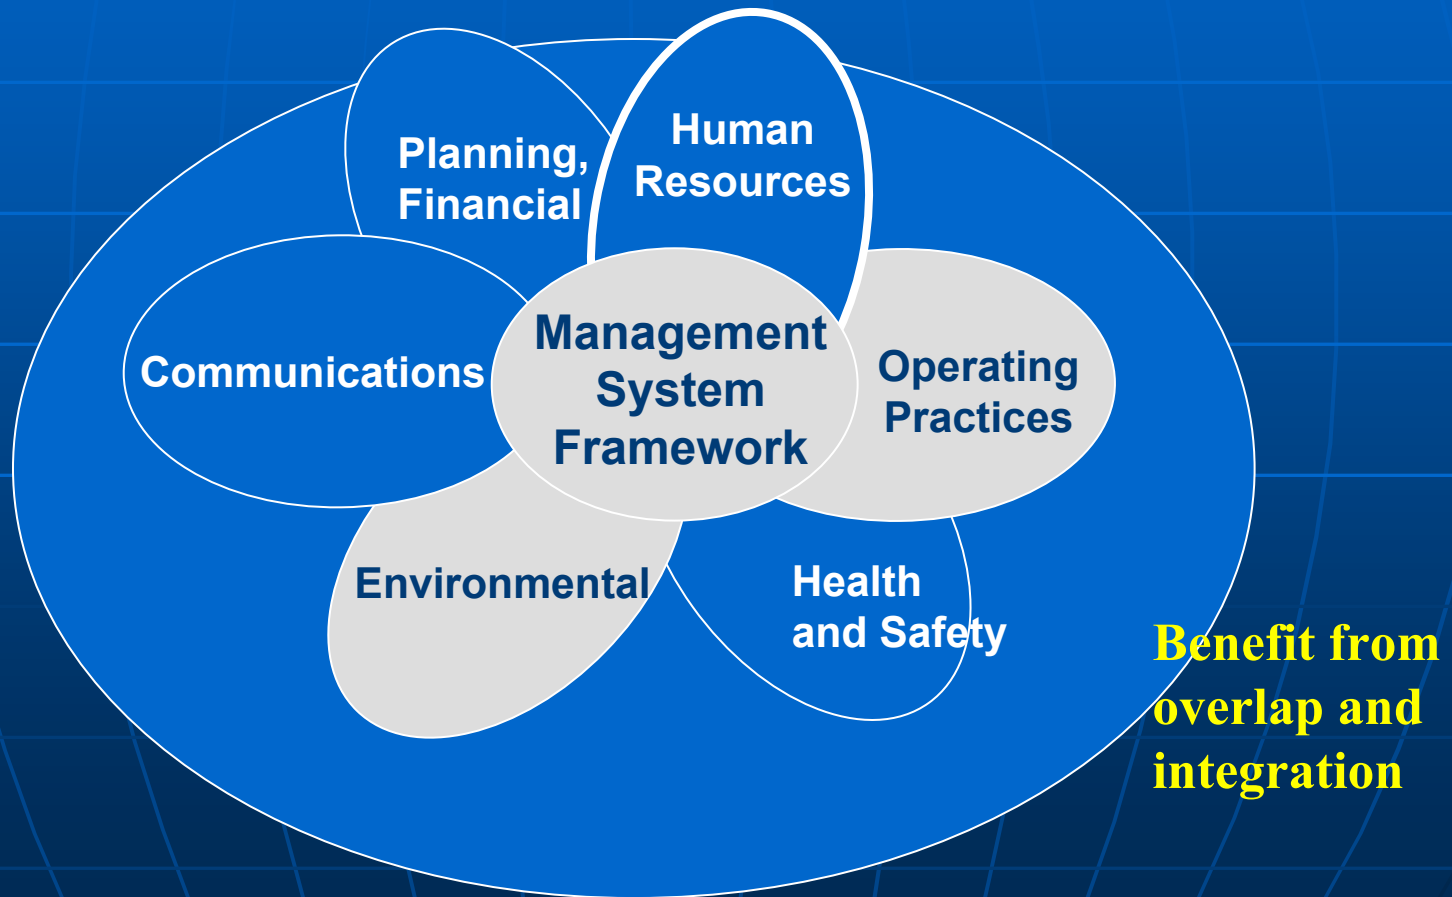 Planning,
Financial
Human
Resources
Communications
Management
System
Framework
Operating
Practices
Environmental
Health
and Safety
Benefit from
overlap and
integration